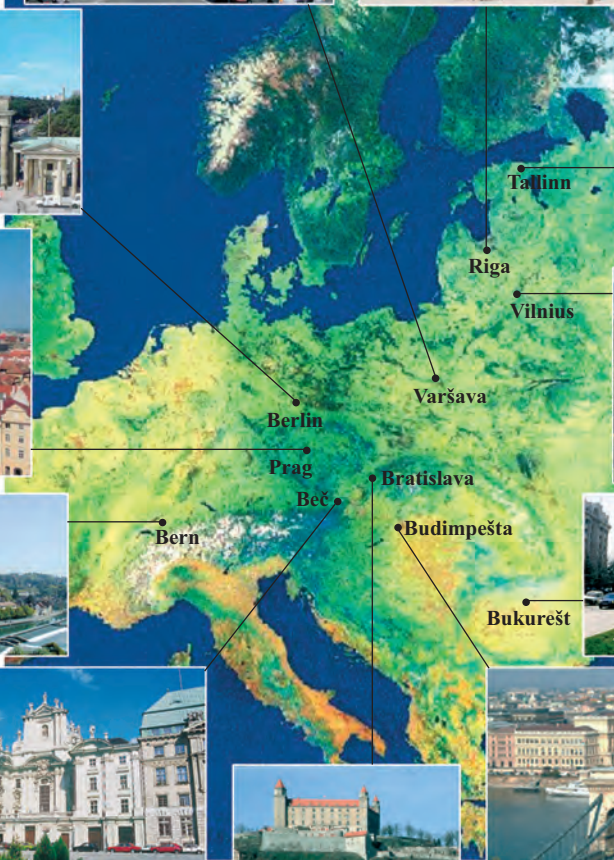 Tallinn
Riga
Vilnius
Varšava
Berlin
Prag
Bratislava
Beč
Budimpešta
Bern
Bukurešt